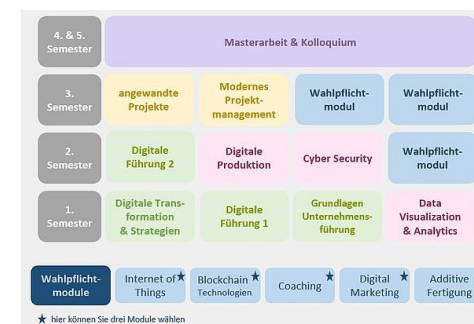 4. & 5.
Semester
Masterarbeit & Kolloquium
3.
Semester
angewandte
Projekte
Modernes
Projekt-
management
Wahlpflicht-
modul
Wahlpflicht-
modul
2.
Semester
Digitale
Führung 2
Digitale
Produktion
Cyber Security
Wahlpflicht-
modul
1.
Semester
Digitale Trans-
formation
& Strategien
Digitale
Führung 1
Grundlagen
Unternehmens-
führung
Data
Visualization
& Analytics
Wahlpflicht-
module
Internet of
Things
Blockchain
Technologien
Coaching
Digital
Marketing
Additive
Fertigung
★ hier können Sie drei Module wählen